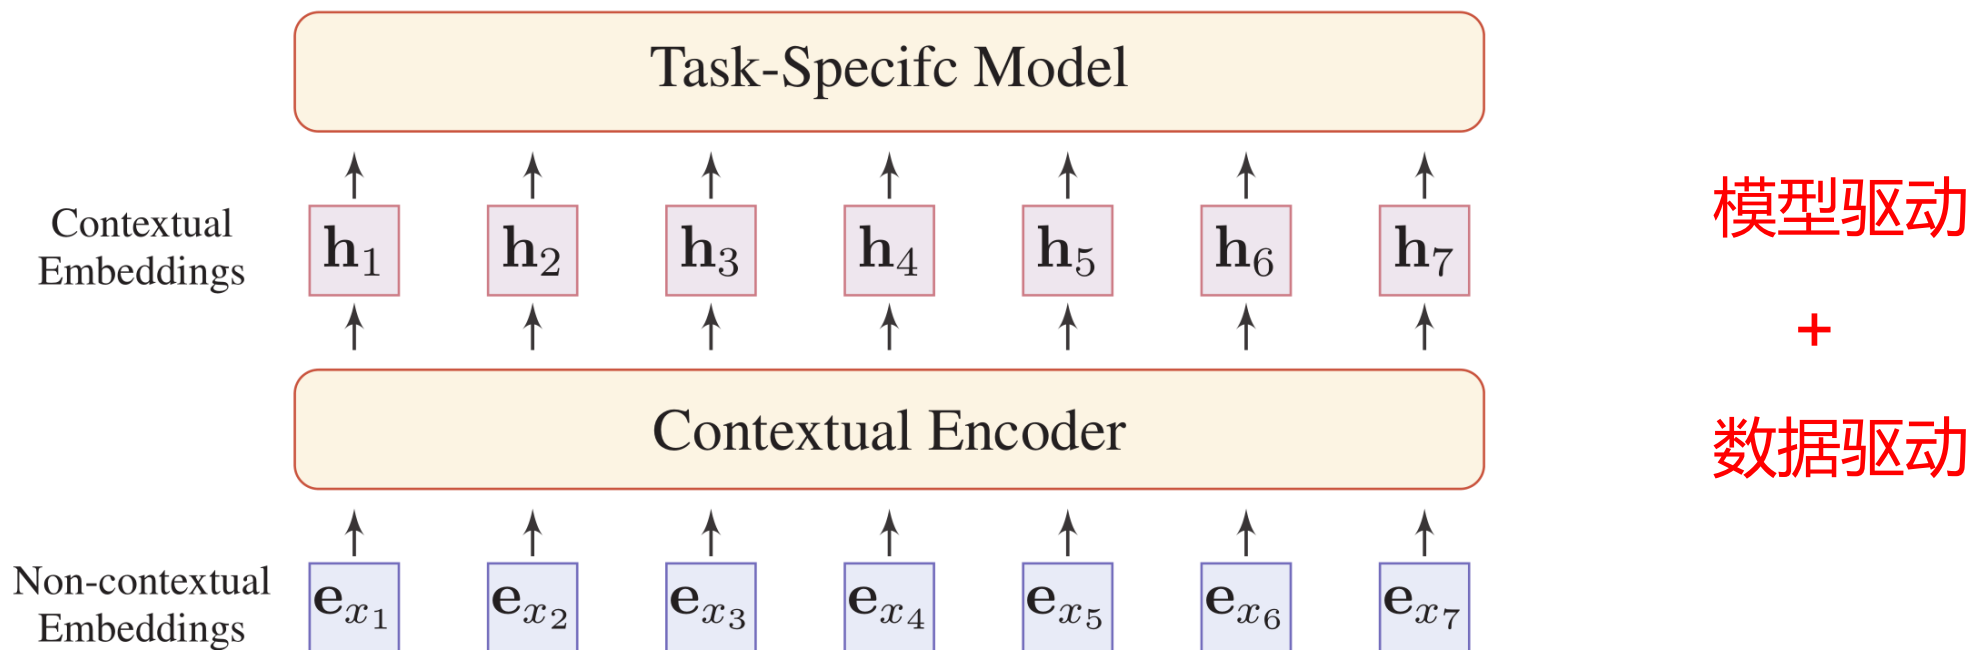 Task-Specifc Model
Contextual
Embeddings
h1 h2 h3 h4 h5 h6 h7
模型驱动
+
Contextual Encoder
数据驱动
Non-contextual
Embeddings
ex1 ex2 ex3 ex4 ex5 ex6 ex7